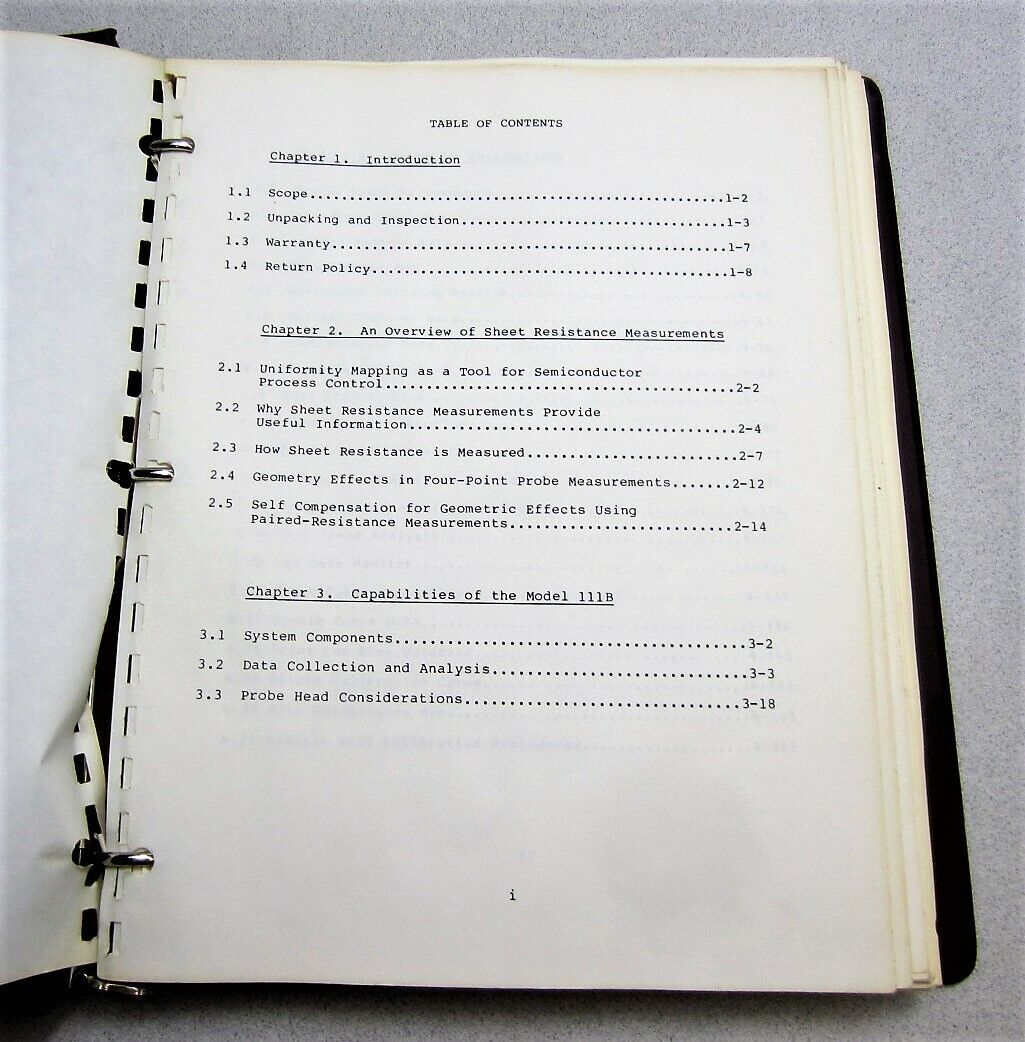 TABLE OF CONTENTS
Chapter 1. Introduction
1.1 Scope....................................................1-2
1.2 Unpacking and Inspection.................................1-3
1.3 Warranty.................................................1-7
1.4 Return Policy............................................1-8
Chapter 2. An Overview of Sheet Resistance Measurements
2.1 Uniformity Mapping as a Tool for Semiconductor
Process Control............................................2-2
2.2 Why Sheet Resistance Measurements Provide
Useful Information.........................................2-4
2.3 How Sheet Resistance is Measured..........................2-7
2.4 Geometry Effects in Four-Point Probe Measurements.......2-12
2.5 Self Compensation for Geometric Effects Using
Paired-Resistance Measurements............................2-14
Chapter 3. Capabilities of the Model 111B
3.1 System Components...........................................3-2
3.2 Data Collection and Analysis................................3-3
3.3 Probe Head Considerations..................................3-18
i